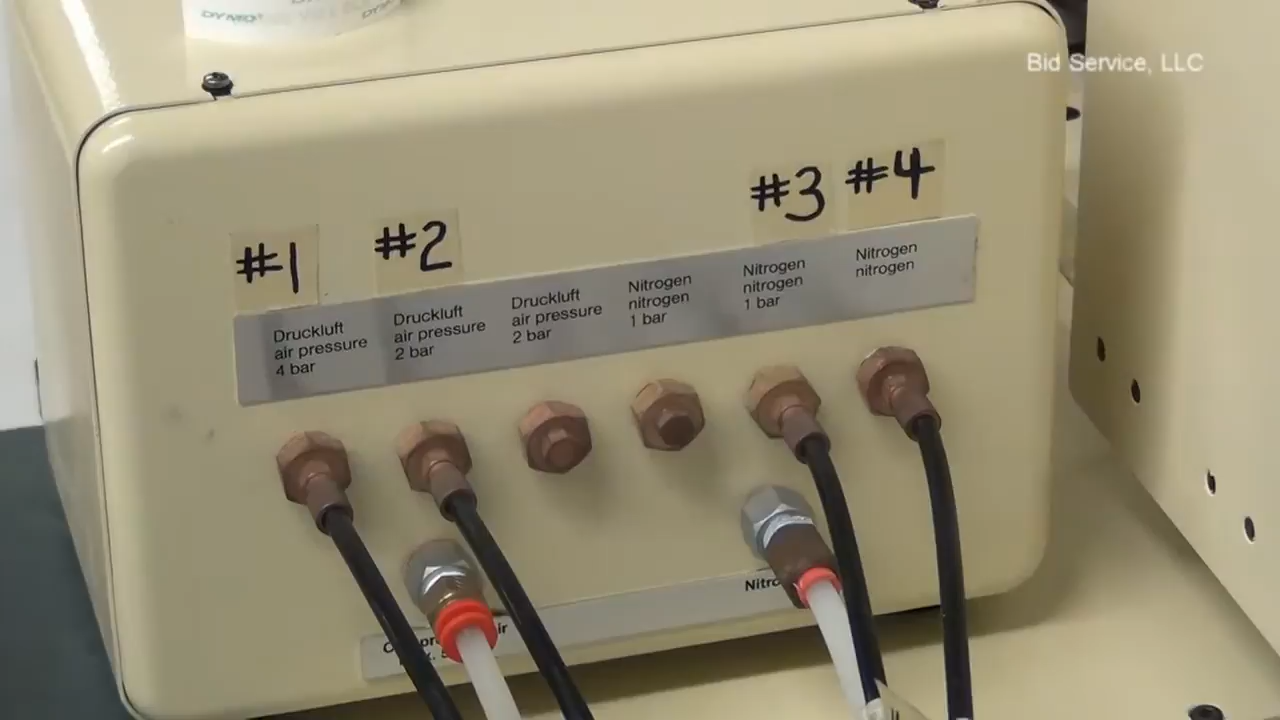 DYMO
Bid Service, LLC
#1
#2
#3
#4
Druckluft
air pressure
4 bar
Druckluft
air pressure
2 bar
Druckluft
air pressure
2 bar
Nitrogen
nitrogen
1 bar
Nitrogen
nitrogen
1 bar
Nitrogen
nitrogen